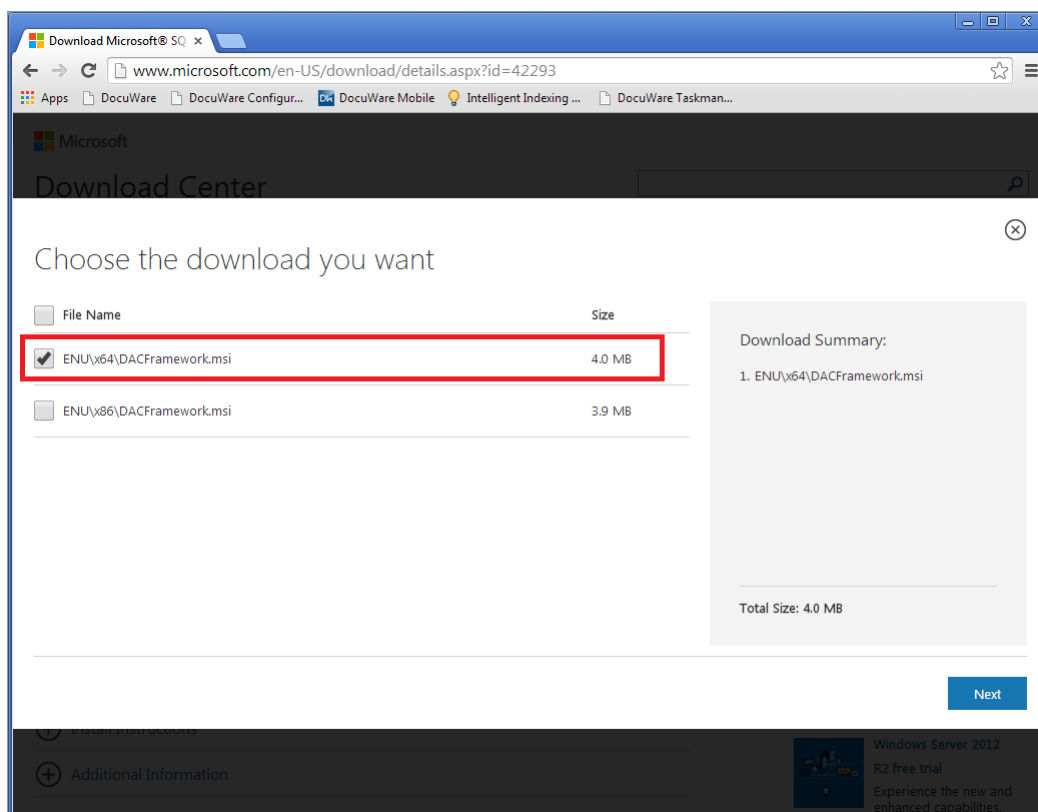 Download Microsoft® SQ
www.microsoft.com/en-US/download/details.aspx?id=42293
Apps DocuWare DocuWare Configur... DocuWare Mobile Intelligent Indexing ... DocuWare Taskman...
Microsoft
Download Center
Choose the download you want
File Name Size
ENU\x64\DACFramework.msi 4.0 MB
ENU\x86\DACFramework.msi 3.9 MB
Download Summary:
1. ENU\x64\DACFramework.msi
Total Size: 4.0 MB
Next
Install Instructions
Additional Information
Windows Server 2012
R2 free trial
Experience the new and
enhanced capabilities.